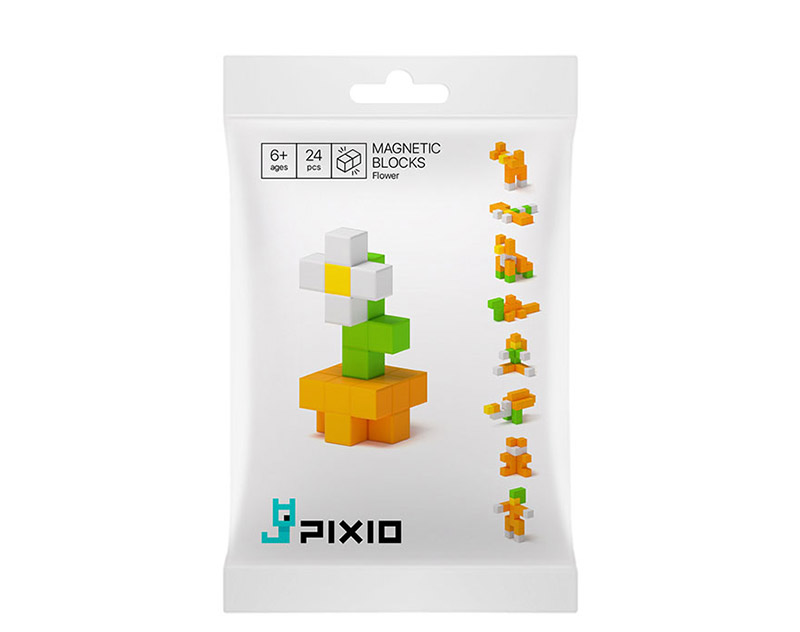 6+
ages
24
pcs
MAGNETIC
BLOCKS
Flower
PIXIO